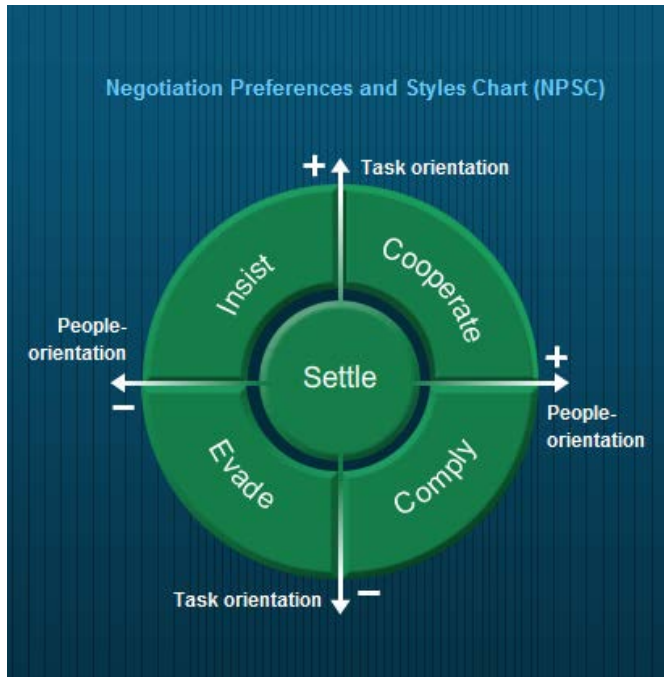 Negotiation Preferences and Styles Chart (NPSC)
+
Task orientation
Insist
Cooperate
People-
orientation
−
Settle
+
People-
orientation
Evade
Comply
Task orientation
−